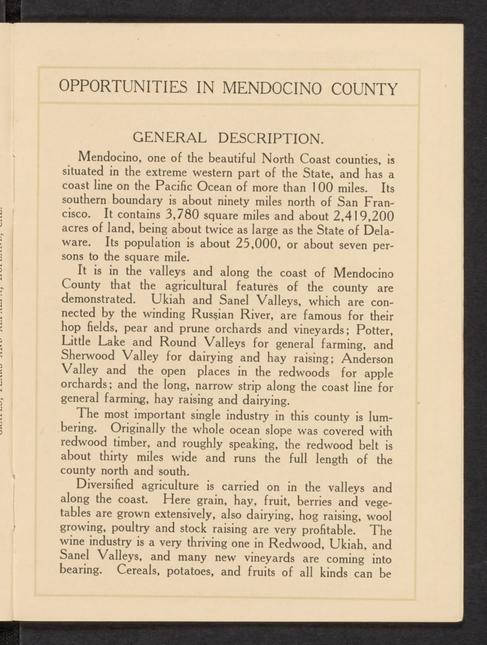 OPPORTUNITIES IN MENDOCINO COUNTY
GENERAL DESCRIPTION.
Mendocino, one of the beautiful North Coast counties, is
situated in the extreme western part of the State, and has a
coast line on the Pacific Ocean of more than 100 miles. Its
southern boundary is about ninety miles north of San Fran-
cisco. It contains 3,780 square miles and about 2,419,200
acres of land, being about twice as large as the State of Dela-
ware. Its population is about 25,000, or about seven per-
sons to the square mile.
It is in the valleys and along the coast of Mendocino
County that the agricultural features of the county are
demonstrated. Ukiah and Sanel Valleys, which are con-
nected by the winding Russian River, are famous for their
hop fields, pear and prune orchards and vineyards; Potter,
Little Lake and Round Valleys for general farming, and
Sherwood Valley for dairying and hay raising; Anderson
Valley and the open places in the redwoods for apple
orchards; and the long, narrow strip along the coast line for
general farming, hay raising and dairying.
The most important single industry in this county is lum-
bering. Originally the whole ocean slope was covered with
redwood timber, and roughly speaking, the redwood belt is
about thirty miles wide and runs the full length of the
county north and south.
Diversified agriculture is carried on in the valleys and
along the coast. Here grain, hay, fruit, berries and vege-
tables are grown extensively, also dairying, hog raising, wool
growing, poultry and stock raising are very profitable. The
wine industry is a very thriving one in Redwood, Ukiah, and
Sanel Valleys, and many new vineyards are coming into
bearing. Cereals, potatoes, and fruits of all kinds can be